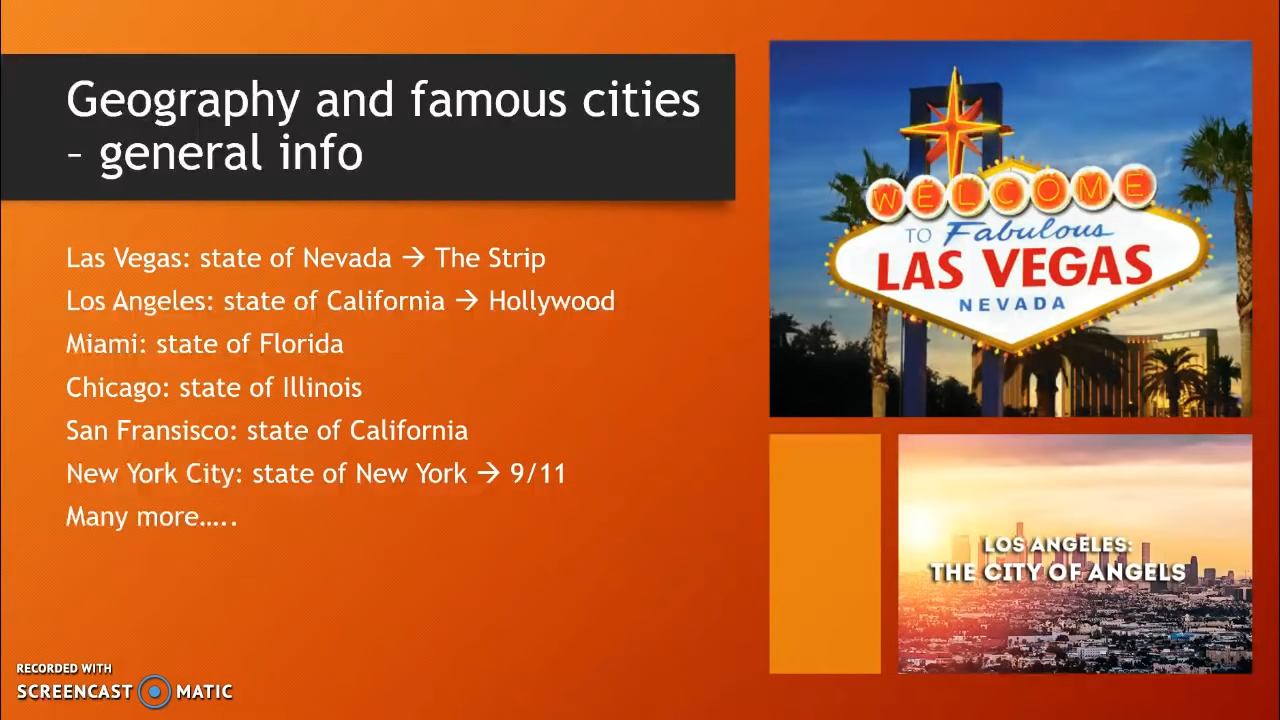 Geography and famous cities
– general info
Las Vegas: state of Nevada → The Strip
Los Angeles: state of California → Hollywood
Miami: state of Florida
Chicago: state of Illinois
San Fransisco: state of California
New York City: state of New York → 9/11
Many more…..
WELCOME
TO Fabulous
LAS VEGAS
NEVADA
LOS ANGELES:
THE CITY OF ANGELS
RECORDED WITH
SCREENCAST MATIC